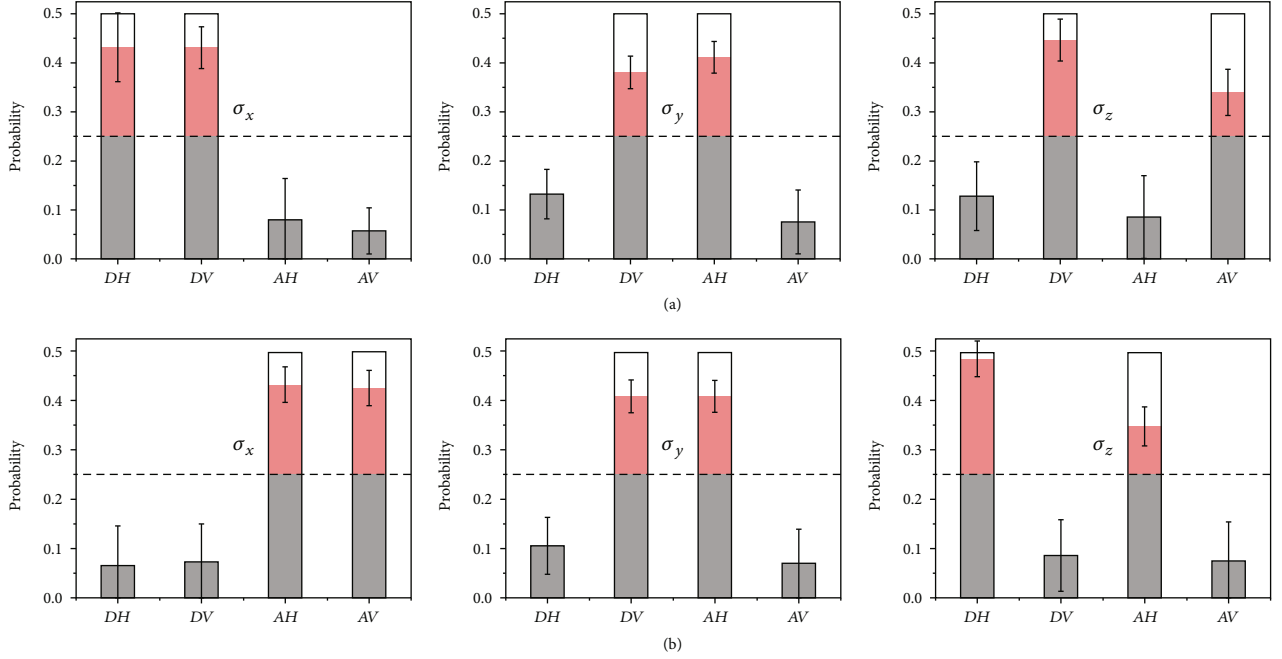 0.5
0.4
0.3
0.2
0.1
0.0
Probability
σx
DH DV AH AV
0.5
0.4
0.3
0.2
0.1
0.0
Probability
σy
DH DV AH AV
0.5
0.4
0.3
0.2
0.1
0.0
Probability
σz
DH DV AH AV
(a)
0.5
0.4
0.3
0.2
0.1
0.0
Probability
σx
DH DV AH AV
0.5
0.4
0.3
0.2
0.1
0.0
Probability
σy
DH DV AH AV
0.5
0.4
0.3
0.2
0.1
0.0
Probability
σz
DH DV AH AV
(b)